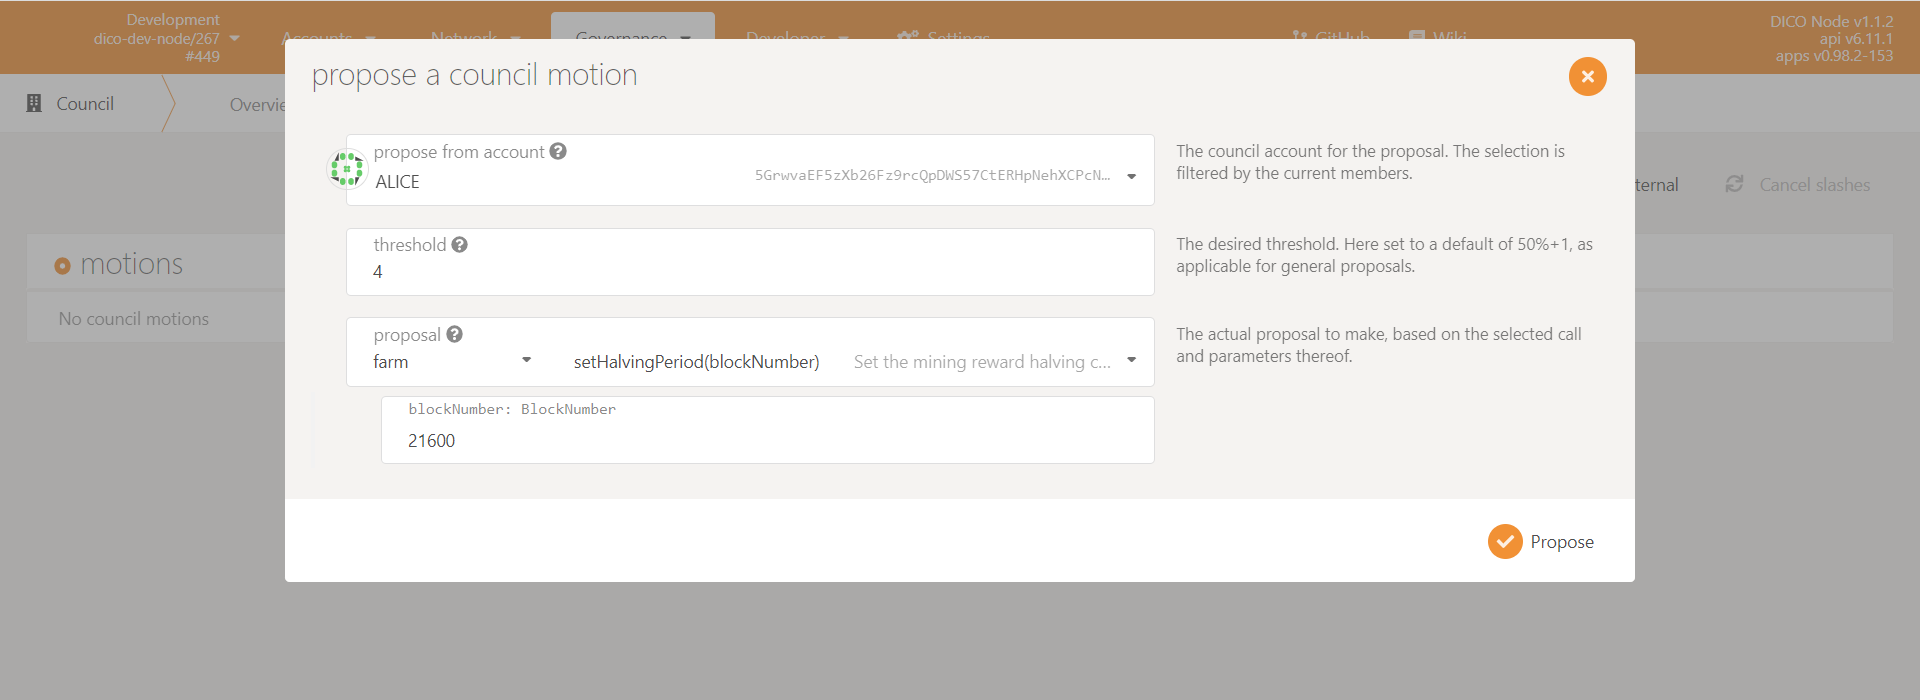 Development
dico-dev-node/267
#449
Accounts
Network
Governance
Developer
Settings
GitHub
Wiki
DICO Node v1.1.2
api v6.11.1
apps v0.98.2-153
Council
propose a council motion
propose from account
ALICE
5GrwvaEF5zXb26Fz9rcQpDWS57CtERHpNehXCPcN…
The council account for the proposal. The selection is
filtered by the current members.
Cancel slashes
threshold
4
The desired threshold. Here set to a default of 50%+1, as
applicable for general proposals.
motions
No council motions
proposal
farm
setHalvingPeriod(blockNumber)
Set the mining reward halving c...
The actual proposal to make, based on the selected call
and parameters thereof.
blockNumber: BlockNumber
21600
Propose